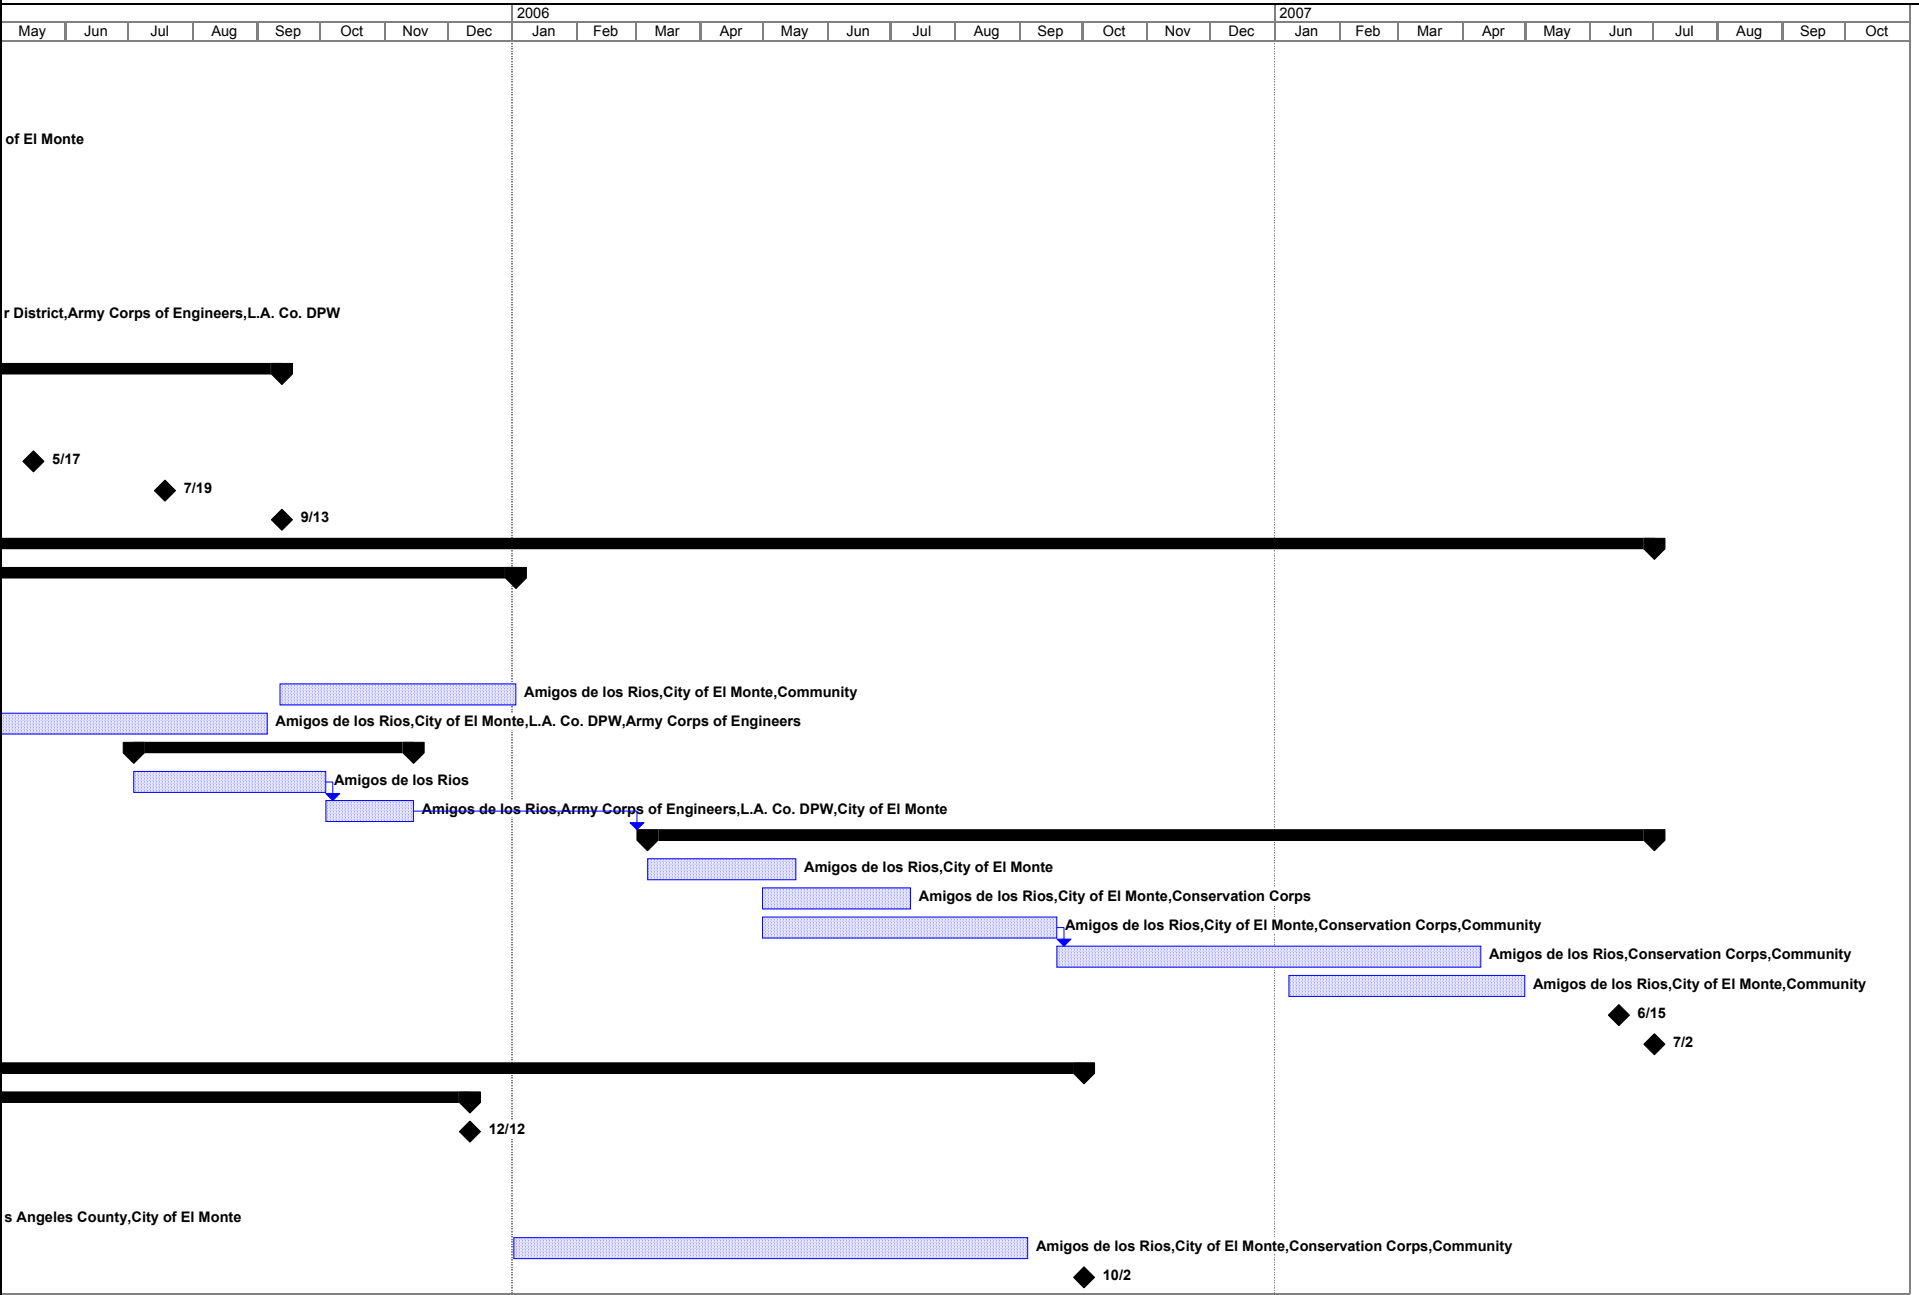 2006 2007
May Jun Jul Aug Sep Oct Nov Dec Jan Feb Mar Apr May Jun Jul Aug Sep Oct Nov Dec Jan Feb Mar Apr May Jun Jul Aug Sep Oct
of El Monte
r District,Army Corps of Engineers,L.A. Co. DPW
5/17
7/19
9/13
Amigos de los Rios,City of El Monte,Community
Amigos de los Rios,City of El Monte,L.A. Co. DPW,Army Corps of Engineers
Amigos de los Rios
Amigos de los Rios,Army Corps of Engineers,L.A. Co. DPW,City of El Monte
Amigos de los Rios,City of El Monte
Amigos de los Rios,City of El Monte,Conservation Corps
Amigos de los Rios,City of El Monte,Conservation Corps,Community
Amigos de los Rios,Conservation Corps,Community
Amigos de los Rios,City of El Monte,Community
6/15
7/2
12/12
s Angeles County,City of El Monte
Amigos de los Rios,City of El Monte,Conservation Corps,Community
10/2